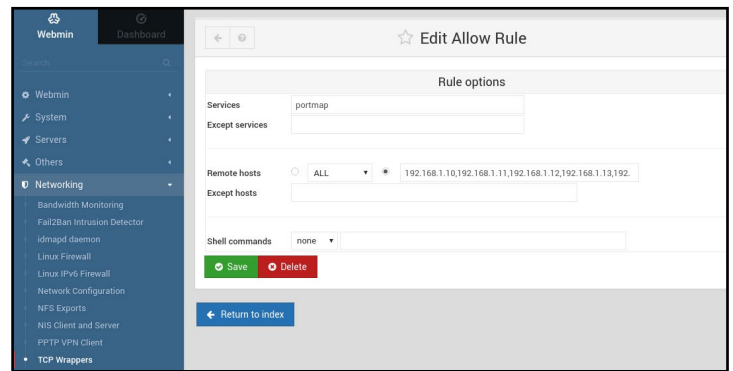 Webmin
Dashboard
Search
Webmin
System
Servers
Others
Networking
Bandwidth Monitoring
Fail2Ban Intrusion Detector
idmapd daemon
Linux Firewall
Linux IPv6 Firewall
Network Configuration
NFS Exports
NIS Client and Server
PPTP VPN Client
TCP Wrappers
Edit Allow Rule
Rule options
Services portmap
Except services
Remote hosts ALL 192.168.1.10,192.168.1.11,192.168.1.12,192.168.1.13,192.
Except hosts
Shell commands none
Save Delete
Return to index